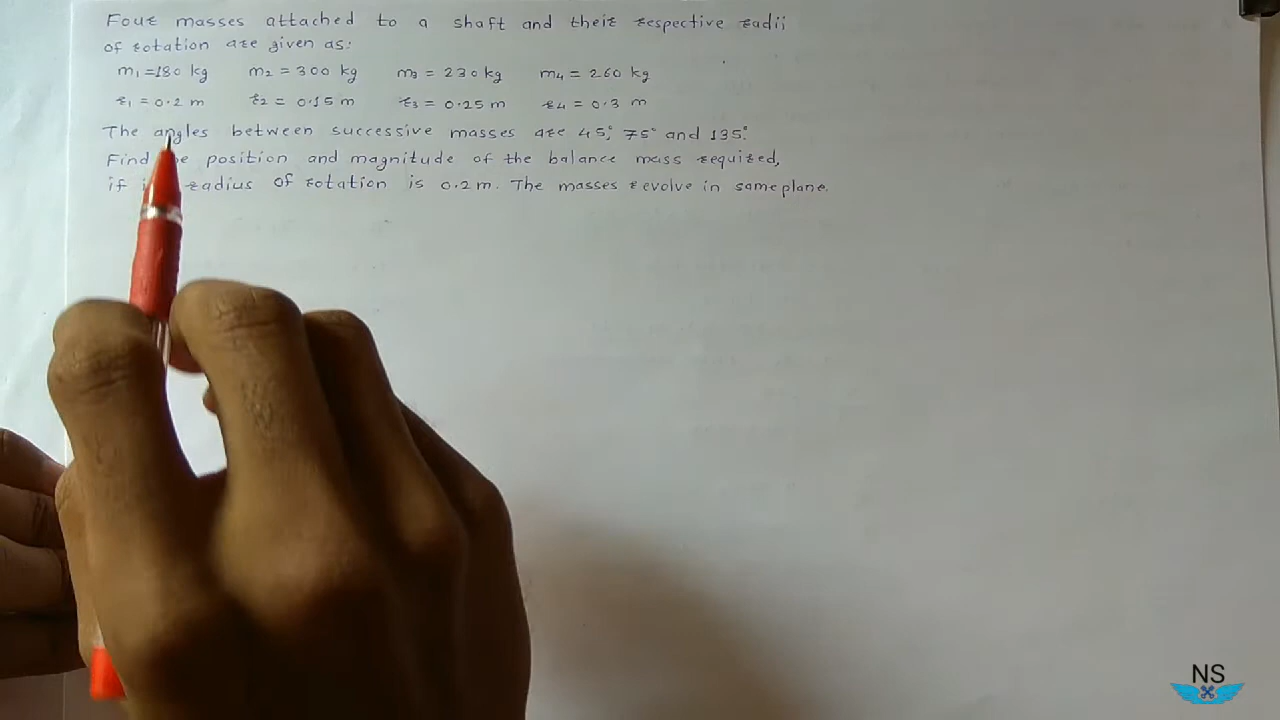 Four masses attached to a shaft and their respective radii
of rotation are given as:
m₁ = 180 kg m₂ = 300 kg m₃ = 230 kg m₄ = 260 kg
r₁ = 0.2 m r₂ = 0.15 m r₃ = 0.25 m r₄ = 0.3 m
The angles between successive masses are 45°, 75° and 135°.
Find position and magnitude of the balance mass required,
if radius of rotation is 0.2 m. The masses revolve in same plane.
NS